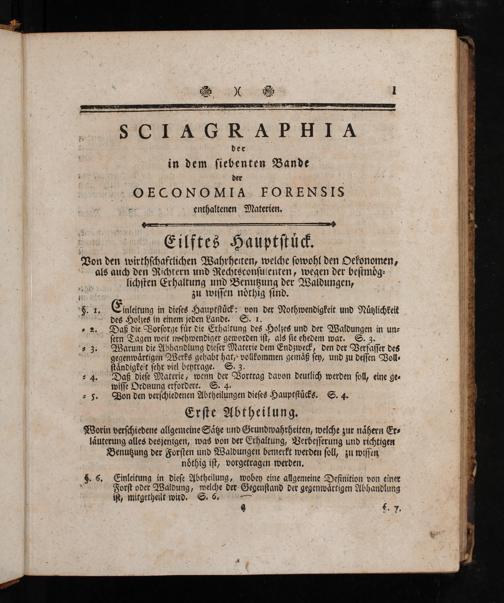 )( 1
SCIAGRAPHIA
der
in dem siebenten Bande
der
OECONOMIA FORENSIS
enthaltenen Materien.
Eilftes Hauptstück.
Von den wirthschaftlichen Wahrheiten, welche sowohl den Oekonomen,
als auch den Richtern und Rechtsconsulenten, wegen der bestmög-
lichsten Erhaltung und Benutzung der Waldungen,
zu wissen nöthig sind.
§. 1. Einleitung in dieses Hauptstück: von der Nothwendigkeit und Nützlichkeit
des Holzes in einem jeden Lande. S. 1.
= 2. Daß die Vorsorge für die Erhaltung des Holzes und der Waldungen in un-
sern Tagen weit nothwendiger geworden ist, als sie ehedem war. S. 3.
= 3. Warum die Abhandlung dieser Materie dem Endzweck, den der Verfasser des
gegenwärtigen Werks gehabt hat, vollkommen gemäß sey, und zu dessen Voll-
ständigkeit sehr viel beytrage. S. 3.
= 4. Daß diese Materie, wenn der Vortrag davon deutlich werden soll, eine ge-
wisse Ordnung erfordere. S. 4.
= 5. Von den verschiedenen Abtheilungen dieses Hauptstücks. S. 4.
Erste Abtheilung.
Worin verschiedene allgemeine Sätze und Grundwahrheiten, welche zur nähern Er-
läuterung alles desjenigen, was von der Erhaltung, Verbesserung und richtigen
Benutzung der Forsten und Waldungen bemerkt werden soll, zu wissen
nöthig ist, vorgetragen werden.
§. 6. Einleitung in diese Abtheilung, wobey eine allgemeine Definition von einer
Forst oder Waldung, welche der Gegenstand der gegenwärtigen Abhandlung
ist, mitgetheilt wird. S. 6.
§. 7.